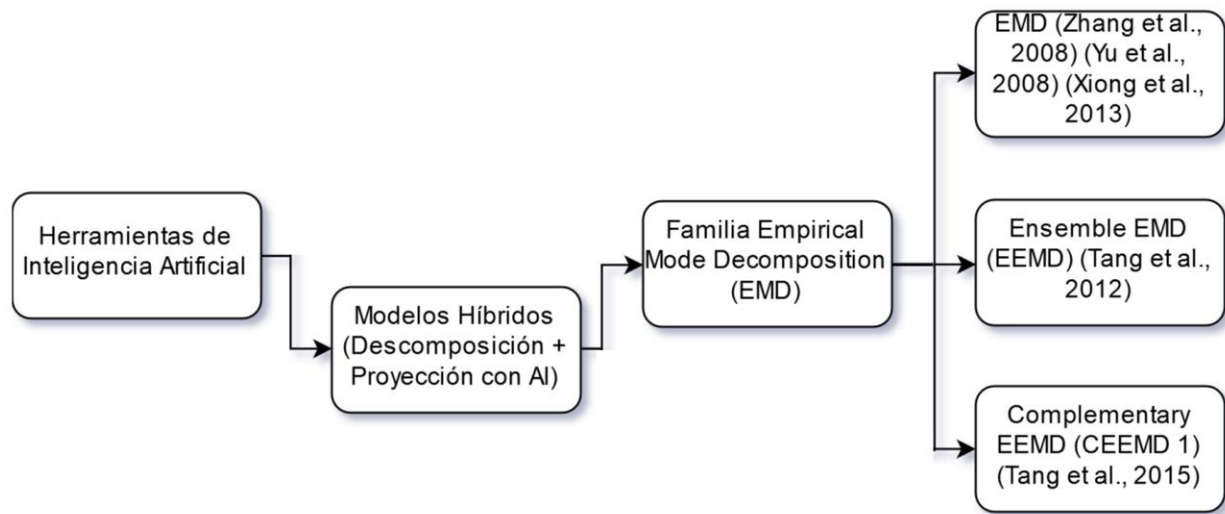 Herramientas de
Inteligencia Artificial
Modelos Híbridos
(Descomposición +
Proyección con AI)
Familia Empirical
Mode Decomposition
(EMD)
EMD (Zhang et al.,
2008) (Yu et al.,
2008) (Xiong et al.,
2013)
Ensemble EMD
(EEMD) (Tang et al.,
2012)
Complementary
EEMD (CEEMD 1)
(Tang et al., 2015)